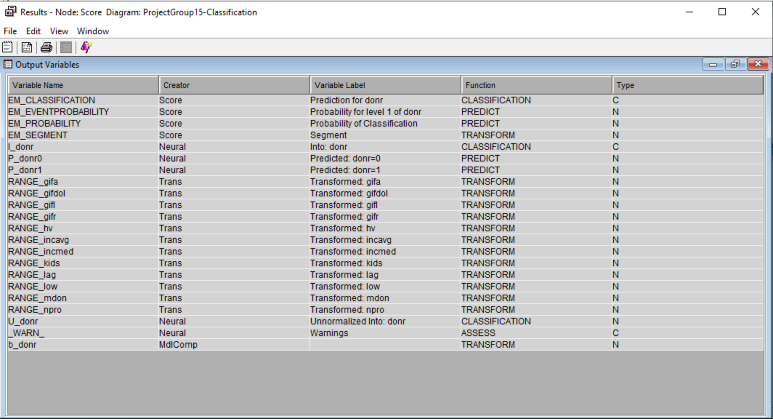 Results - Node: Score Diagram: ProjectGroup15-Classification
File Edit View Window
Output Variables
Variable Name Creator Variable Label Function Type
EM_CLASSIFICATION Score Prediction for donr CLASSIFICATION C
EM_EVENTPROBABILITY Score Probability for level 1 of donr PREDICT N
EM_PROBABILITY Score Probability of Classification PREDICT N
EM_SEGMENT Score Segment TRANSFORM N
I_donr Neural Into: donr CLASSIFICATION C
P_donr0 Neural Predicted: donr=0 PREDICT N
P_donr1 Neural Predicted: donr=1 PREDICT N
RANGE_gifa Trans Transformed: gifa TRANSFORM N
RANGE_gifdol Trans Transformed: gifdol TRANSFORM N
RANGE_gifl Trans Transformed: gifl TRANSFORM N
RANGE_gifr Trans Transformed: gifr TRANSFORM N
RANGE_hv Trans Transformed: hv TRANSFORM N
RANGE_incavg Trans Transformed: incavg TRANSFORM N
RANGE_incmed Trans Transformed: incmed TRANSFORM N
RANGE_kids Trans Transformed: kids TRANSFORM N
RANGE_lag Trans Transformed: lag TRANSFORM N
RANGE_low Trans Transformed: low TRANSFORM N
RANGE_mdon Trans Transformed: mdon TRANSFORM N
RANGE_npro Trans Transformed: npro TRANSFORM N
U_donr Neural Unnormalized Into: donr CLASSIFICATION N
_WARN_ Neural Warnings ASSESS C
b_donr MdlComp TRANSFORM N